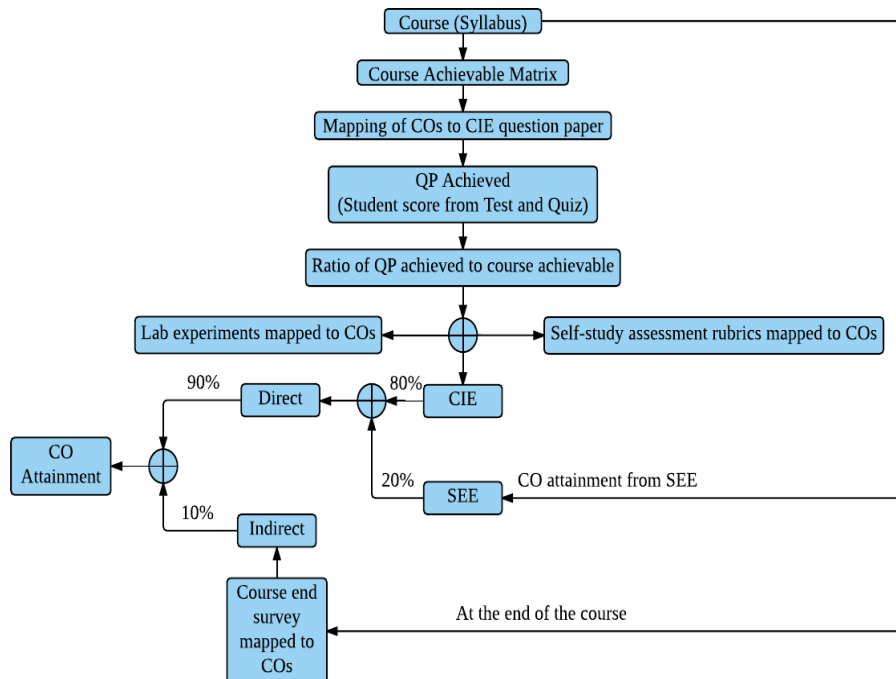 Course (Syllabus)
Course Achievable Matrix
Mapping of COs to CIE question paper
QP Achieved
(Student score from Test and Quiz)
Ratio of QP achieved to course achievable
Lab experiments mapped to COs
Self-study assessment rubrics mapped to COs
90%
Direct
80%
CIE
CO
Attainment
20%
SEE
CO attainment from SEE
10%
Indirect
Course end
survey
mapped to
COs
At the end of the course